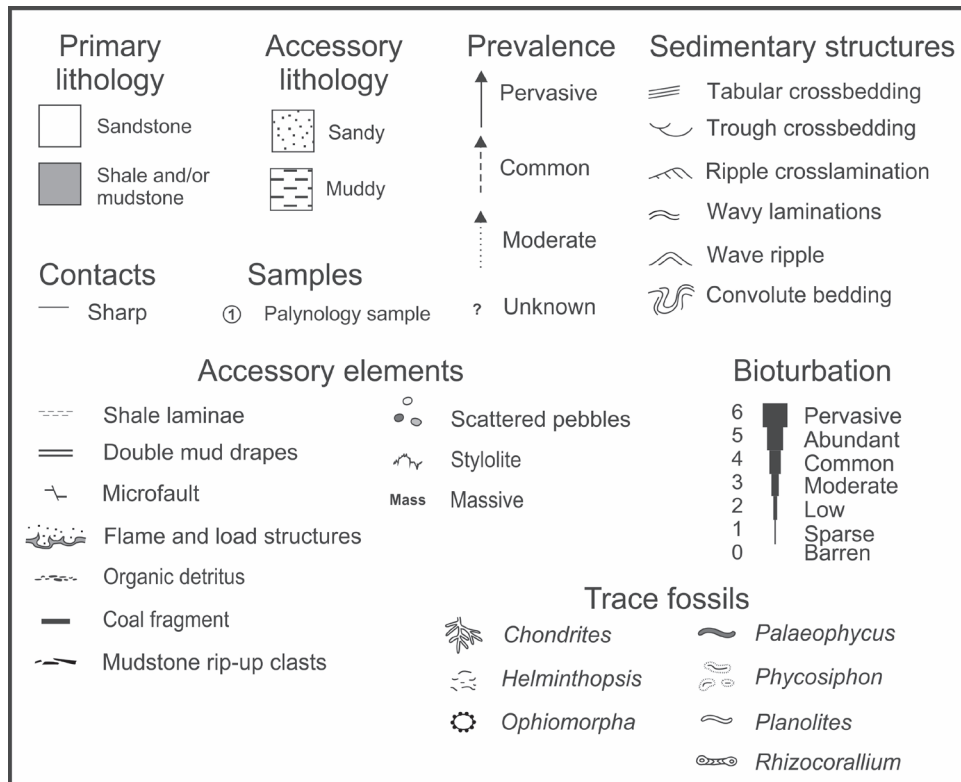 Primary
lithology
Sandstone
Shale and/or
mudstone
Accessory
lithology
Sandy
Muddy
Prevalence
Pervasive
Common
Moderate
? Unknown
Sedimentary structures
Tabular crossbedding
Trough crossbedding
Ripple crosslamination
Wavy laminations
Wave ripple
Convolute bedding
Contacts
Sharp
Samples
1 Palynology sample
Accessory elements
Shale laminae
Double mud drapes
Microfault
Flame and load structures
Organic detritus
Coal fragment
Mudstone rip-up clasts
Scattered pebbles
Stylolite
Mass Massive
Bioturbation
6 Pervasive
5 Abundant
4 Common
3 Moderate
2 Low
1 Sparse
0 Barren
Trace fossils
Chondrites
Helminthopsis
Ophiomorpha
Palaeophycus
Phycosiphon
Planolites
Rhizocorallium